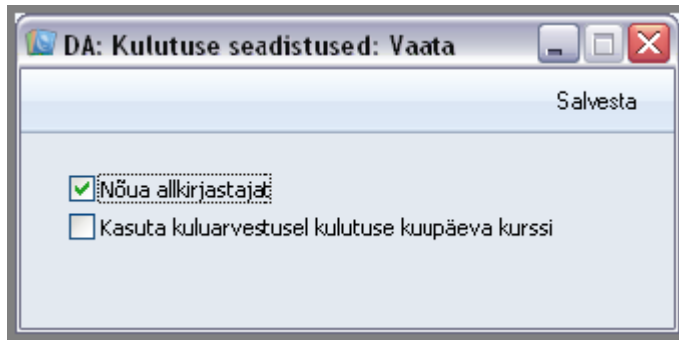 DA: Kulutuse seadistused: Vaata
Salvesta
Nõua allkirjastajat
Kasuta kuluarvestusel kulutuse kuupäeva kurssi